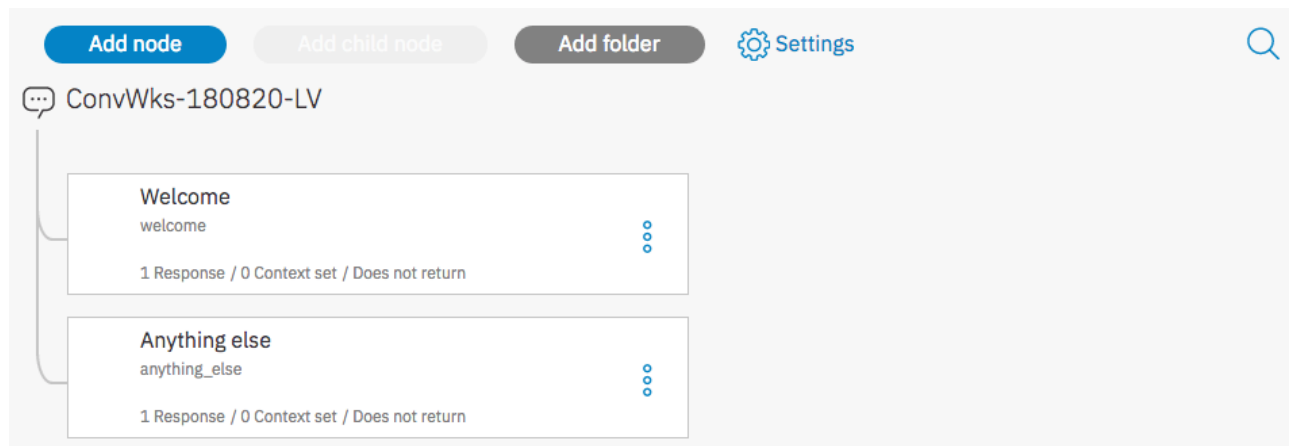 Add node Add child node Add folder Settings
ConvWks-180820-LV
Welcome
welcome
1 Response / 0 Context set / Does not return
Anything else
anything_else
1 Response / 0 Context set / Does not return